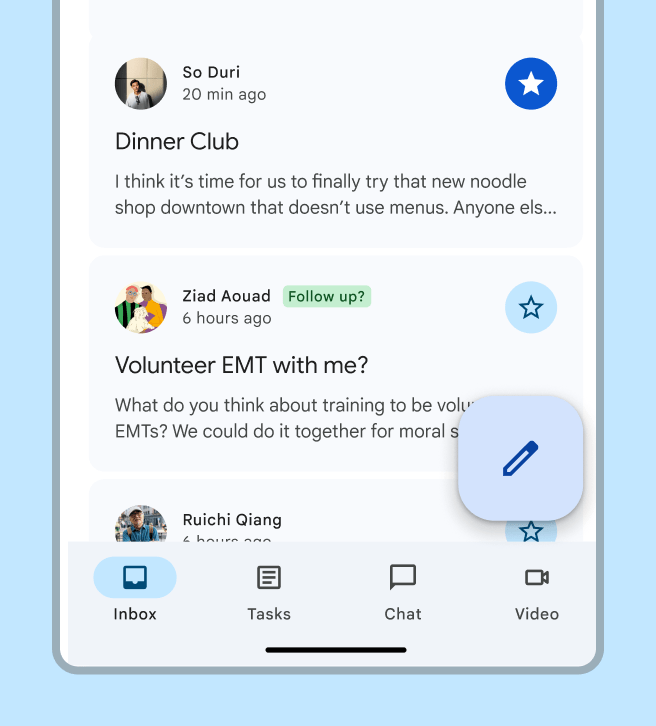 So Duri
20 min ago
Dinner Club
I think it’s time for us to finally try that new noodle
shop downtown that doesn’t use menus. Anyone els...
Ziad Aouad Follow up?
6 hours ago
Volunteer EMT with me?
What do you think about training to be
EMTs? We could do it together for moral
Ruichi Qiang
6 hours ago
Inbox Tasks Chat Video